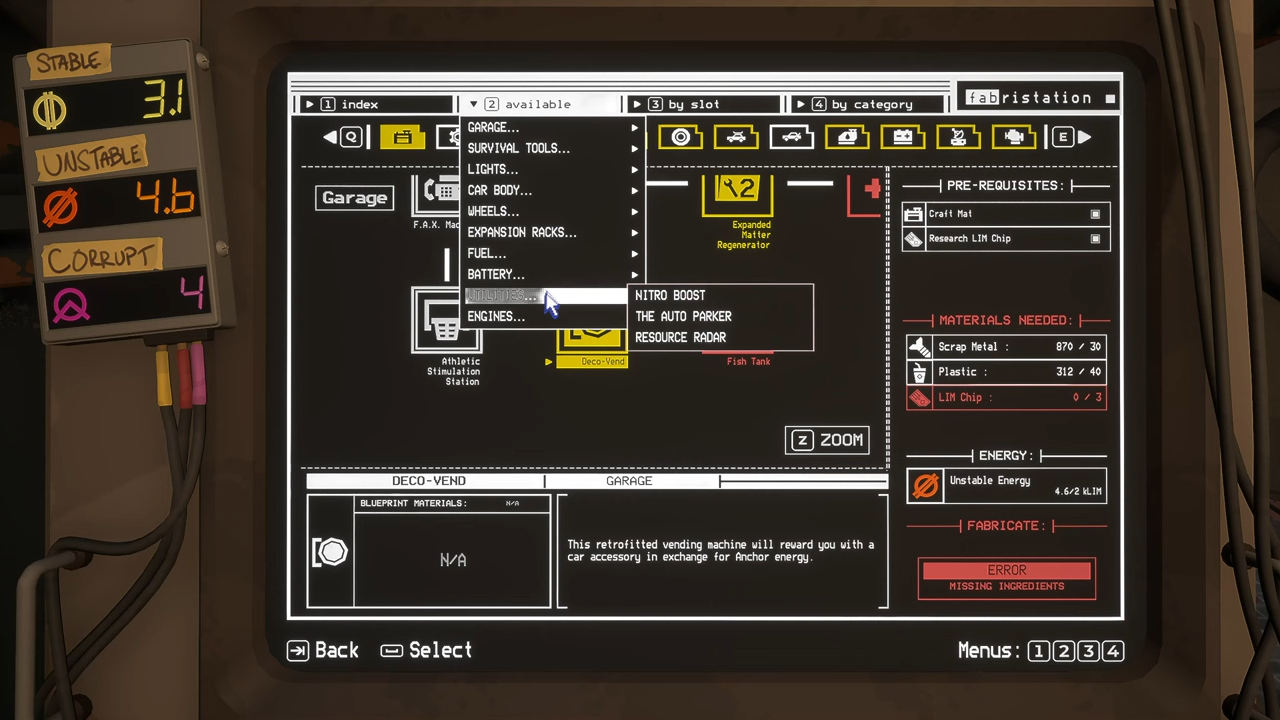 STABLE
3.1
UNSTABLE
4.6
CORRUPT
4
1 index
2 available
3 by slot
4 by category
fabristation
Q
E
GARAGE...
SURVIVAL TOOLS...
LIGHTS...
CAR BODY...
WHEELS...
EXPANSION RACKS...
FUEL...
BATTERY...
UTILITIES...
ENGINES...
NITRO BOOST
THE AUTO PARKER
RESOURCE RADAR
Garage
F.A.X. Mac
2
Expanded
Matter
Regenerator
Athletic
Stimulation
Station
Deco-Vend
Fish Tank
Z ZOOM
PRE-REQUISITES:
Craft Mat
Research LIM Chip
MATERIALS NEEDED:
Scrap Metal : 870 / 30
Plastic : 312 / 40
LIM Chip : 0 / 3
ENERGY:
Unstable Energy
4.6/2 kLIM
FABRICATE:
ERROR
MISSING INGREDIENTS
DECO-VEND
GARAGE
BLUEPRINT MATERIALS: N/A
N/A
This retrofitted vending machine will reward you with a
car accessory in exchange for Anchor energy.
Back
Select
Menus: 1 2 3 4